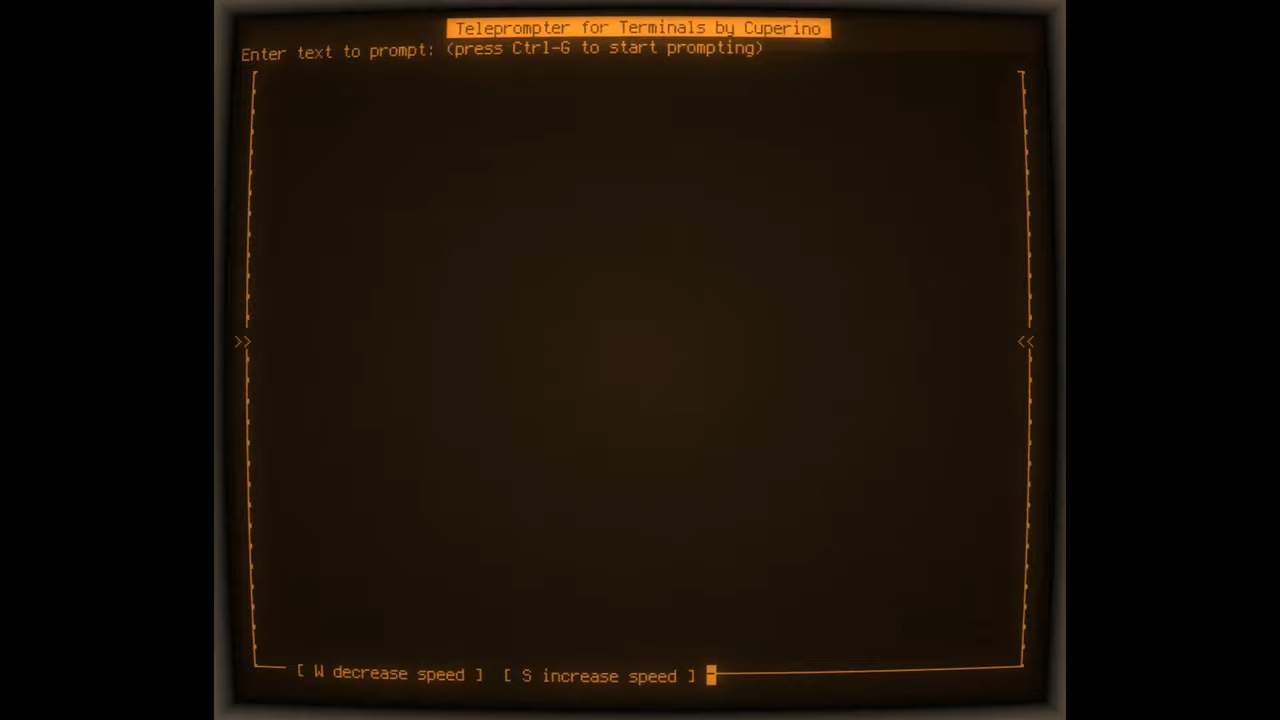 Teleprompter for Terminals by Cuperino
Enter text to prompt: (press Ctrl-G to start prompting)
>> <<
[ W decrease speed ] [ S increase speed ]